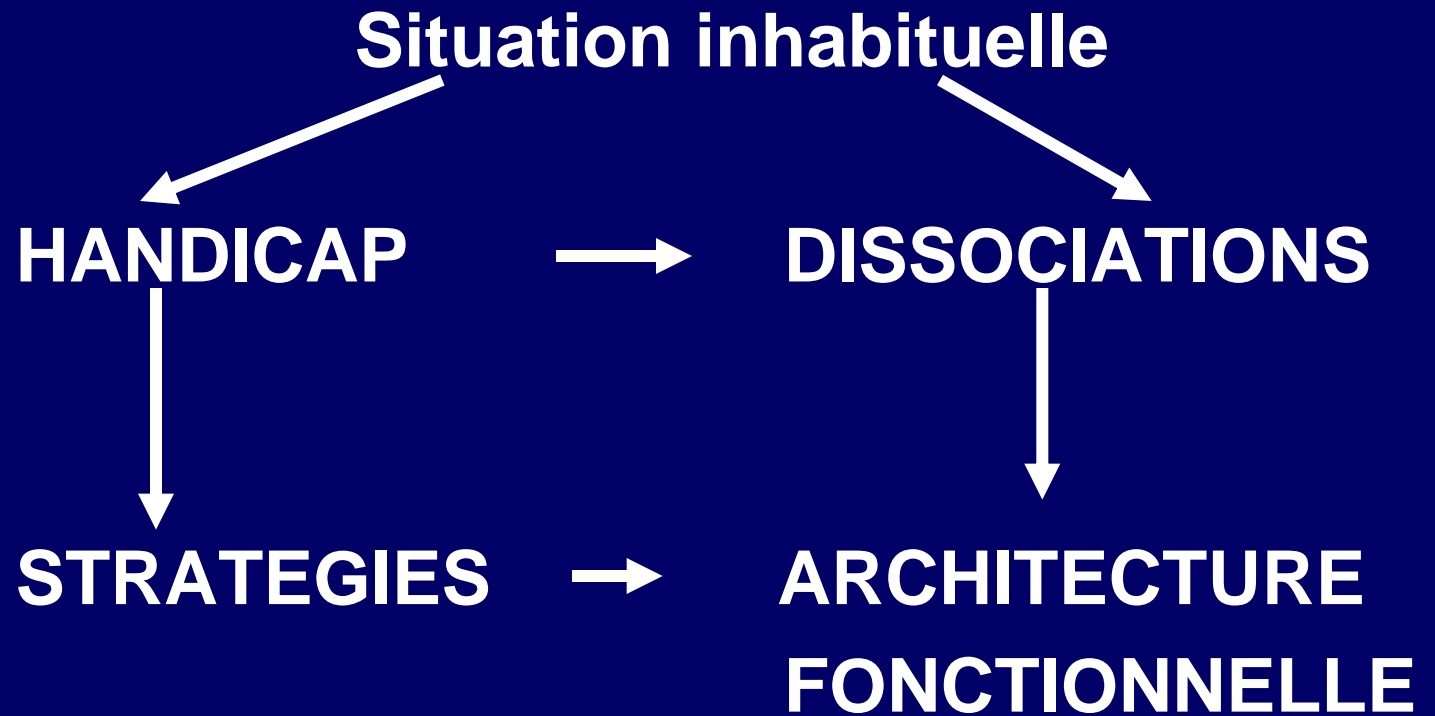 Situation inhabituelle
HANDICAP
DISSOCIATIONS
STRATEGIES
ARCHITECTURE
FONCTIONNELLE